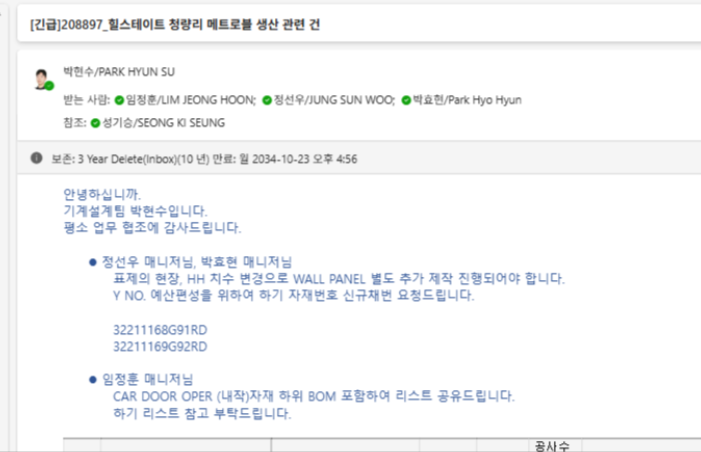 [긴급]208897_힐스테이트 청량리 메트로블 생산 관련 건
박현수/PARK HYUN SU
받는 사람: 임정훈/LIM JEONG HOON; 정선우/JUNG SUN WOO; 박효현/Park Hyo Hyun
참조: 성기승/SEONG KI SEUNG
보존: 3 Year Delete(Inbox)(10 년) 만료: 월 2034-10-23 오후 4:56
안녕하십니까.
기계설계팀 박현수입니다.
평소 업무 협조에 감사드립니다.
● 정선우 매니저님, 박효현 매니저님
표제의 현장, HH 치수 변경으로 WALL PANEL 별도 추가 제작 진행되어야 합니다.
Y NO. 예산편성을 위하여 하기 자재번호 신규채번 요청드립니다.
32211168G91RD
32211169G92RD
● 임정훈 매니저님
CAR DOOR OPER (내작)자재 하위 BOM 포함하여 리스트 공유드립니다.
하기 리스트 참고 부탁드립니다.
공사수